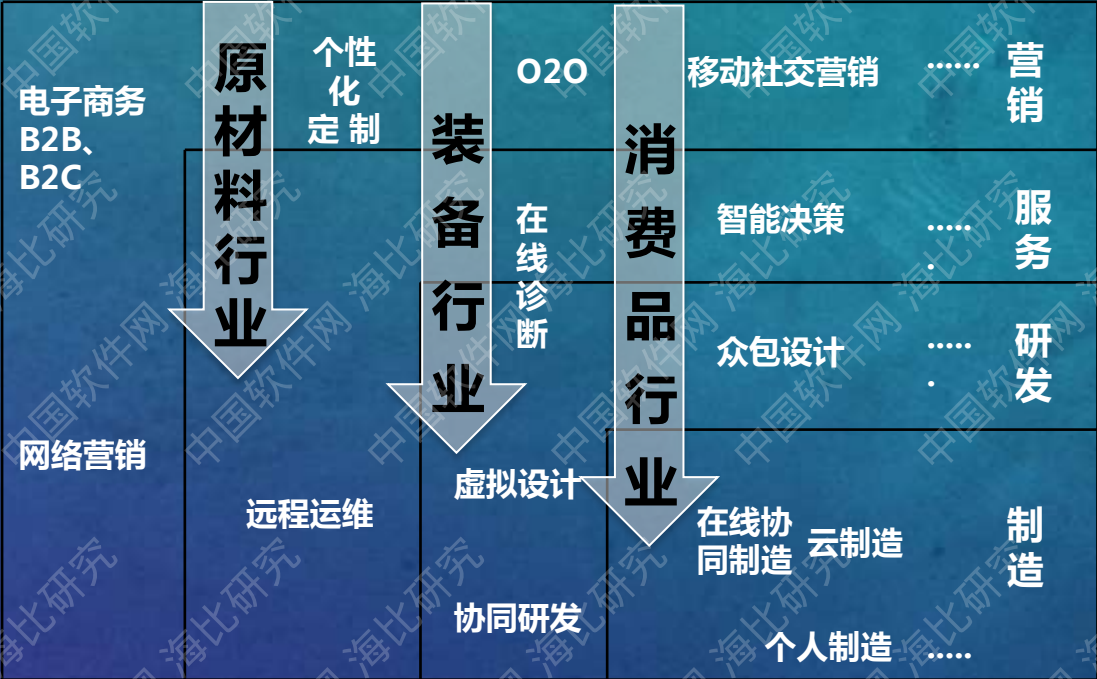 电子商务
B2B、
B2C
网络营销
原材料行业
个性
化
定 制
远程运维
装备行业
O2O
在线诊断
虚拟设计
协同研发
消费品行业
移动社交营销
······
营销
智能决策
······
服务
众包设计
······
研发
在线协
同制造
云制造
个人制造
·····
制造
中国软件网 海比研究